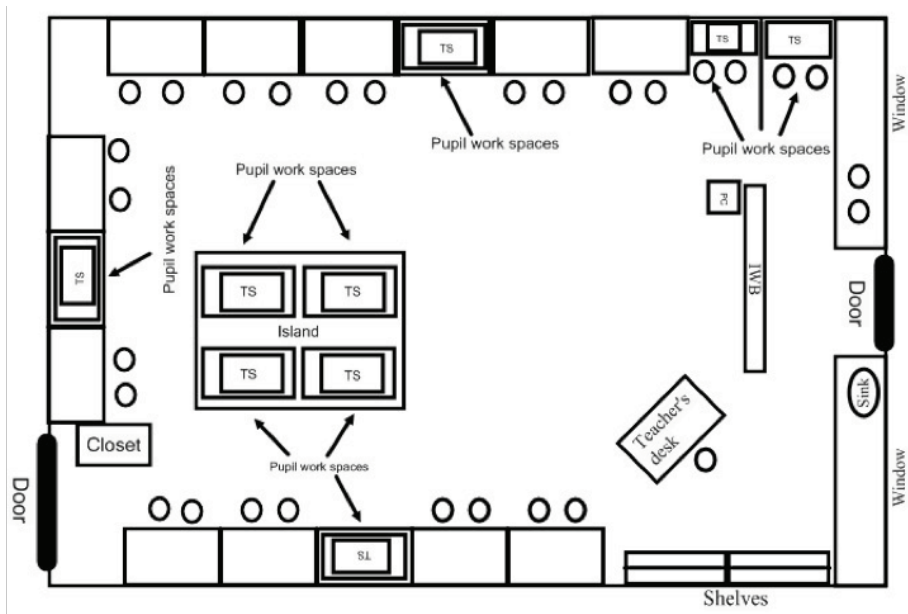 TS
TS
TS
Window
Pupil work spaces
Pupil work spaces
Pupil work spaces
Pupil work spaces
PC
IWB
TS
TS
TS
Island
TS
TS
Door
Door
Sink
Closet
Teacher's
desk
Pupil work spaces
Window
TS
Shelves